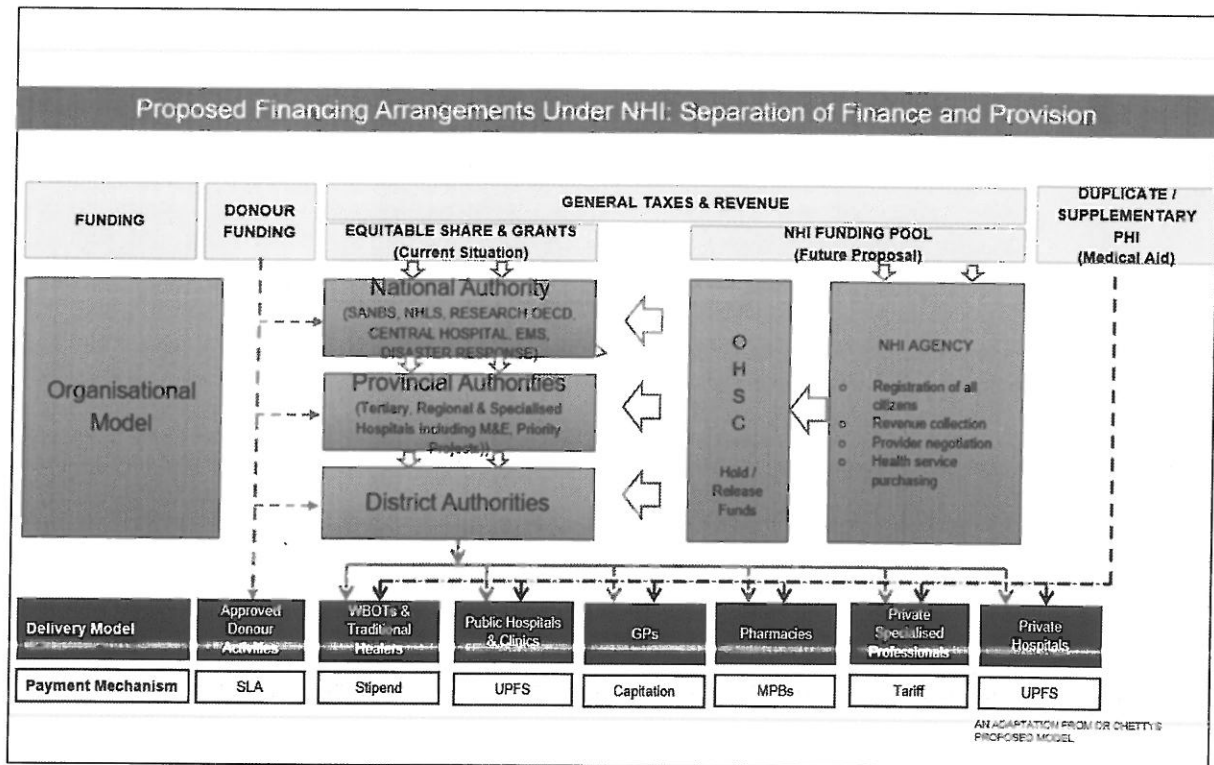 Proposed Financing Arrangements Under NHI: Separation of Finance and Provision
FUNDING
DONOUR
FUNDING
GENERAL TAXES & REVENUE
EQUITABLE SHARE & GRANTS
(Current Situation)
NHI FUNDING POOL
(Future Proposal)
DUPLICATE /
SUPPLEMENTARY
PHI
(Medical Aid)
Organisational
Model
National Authority
(SANBS, NHLS, RESEARCH OECD,
CENTRAL HOSPITAL, EMS,
DISASTER RESPONSE)
Provincial Authorities
(Tertiary, Regional & Specialised
Hospitals Including M&E, Priority
Projects))
District Authorities
O
H
S
C
Hold /
Release
Funds
NHI AGENCY
o Registration of all
citizens
o Revenue collection
o Provider negotiation
o Health service
purchasing
Delivery Model
Approved
Donour
Activities
WBOTs &
Traditional
Healers
Public Hospitals
& Clinics
GPs
Pharmacies
Private
Specialised
Professionals
Private
Hospitals
Payment Mechanism
SLA
Stipend
UPFS
Capitation
MPBs
Tariff
UPFS
AN ADAPTATION FROM DR CHETTY'S
PROPOSED MODEL